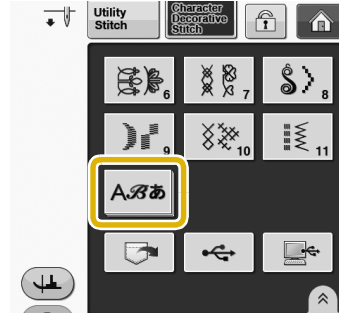 Utility
Stitch
Character
Decorative
Stitch
6
7
8
9
10
11
Aℬあ